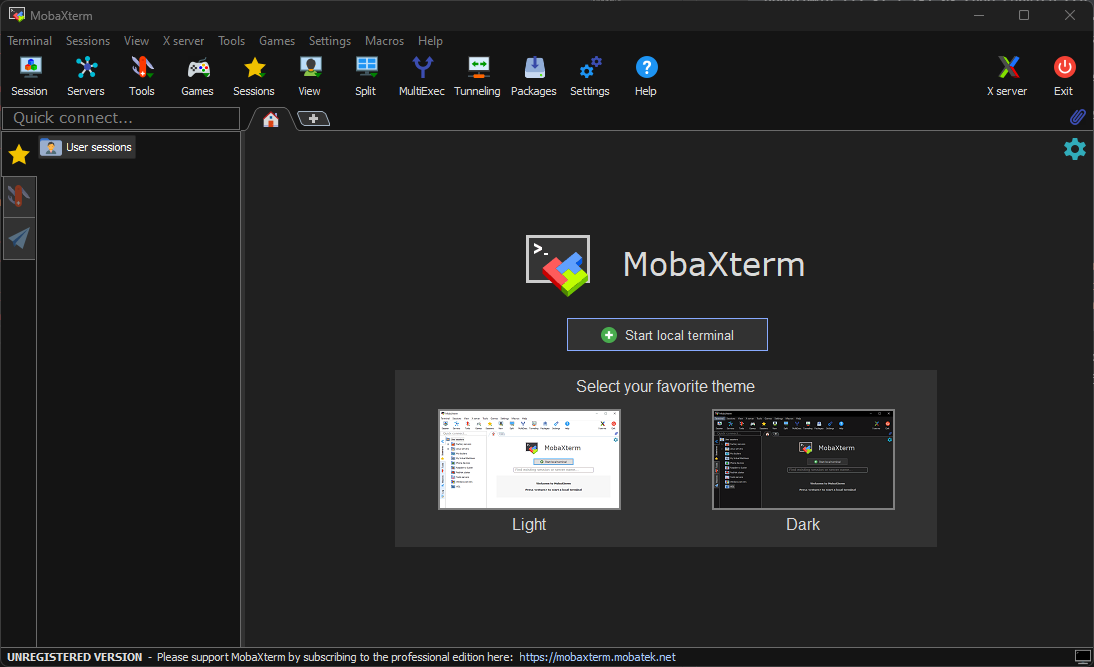 MobaXterm
Terminal Sessions View X server Tools Games Settings Macros Help
Session Servers Tools Games Sessions View Split MultiExec Tunneling Packages Settings Help X server Exit
Quick connect...
User sessions
MobaXterm
Start local terminal
Select your favorite theme
MobaXterm
MobaXterm
Light Dark
UNREGISTERED VERSION - Please support MobaXterm by subscribing to the professional edition here: https://mobaxterm.mobatek.net